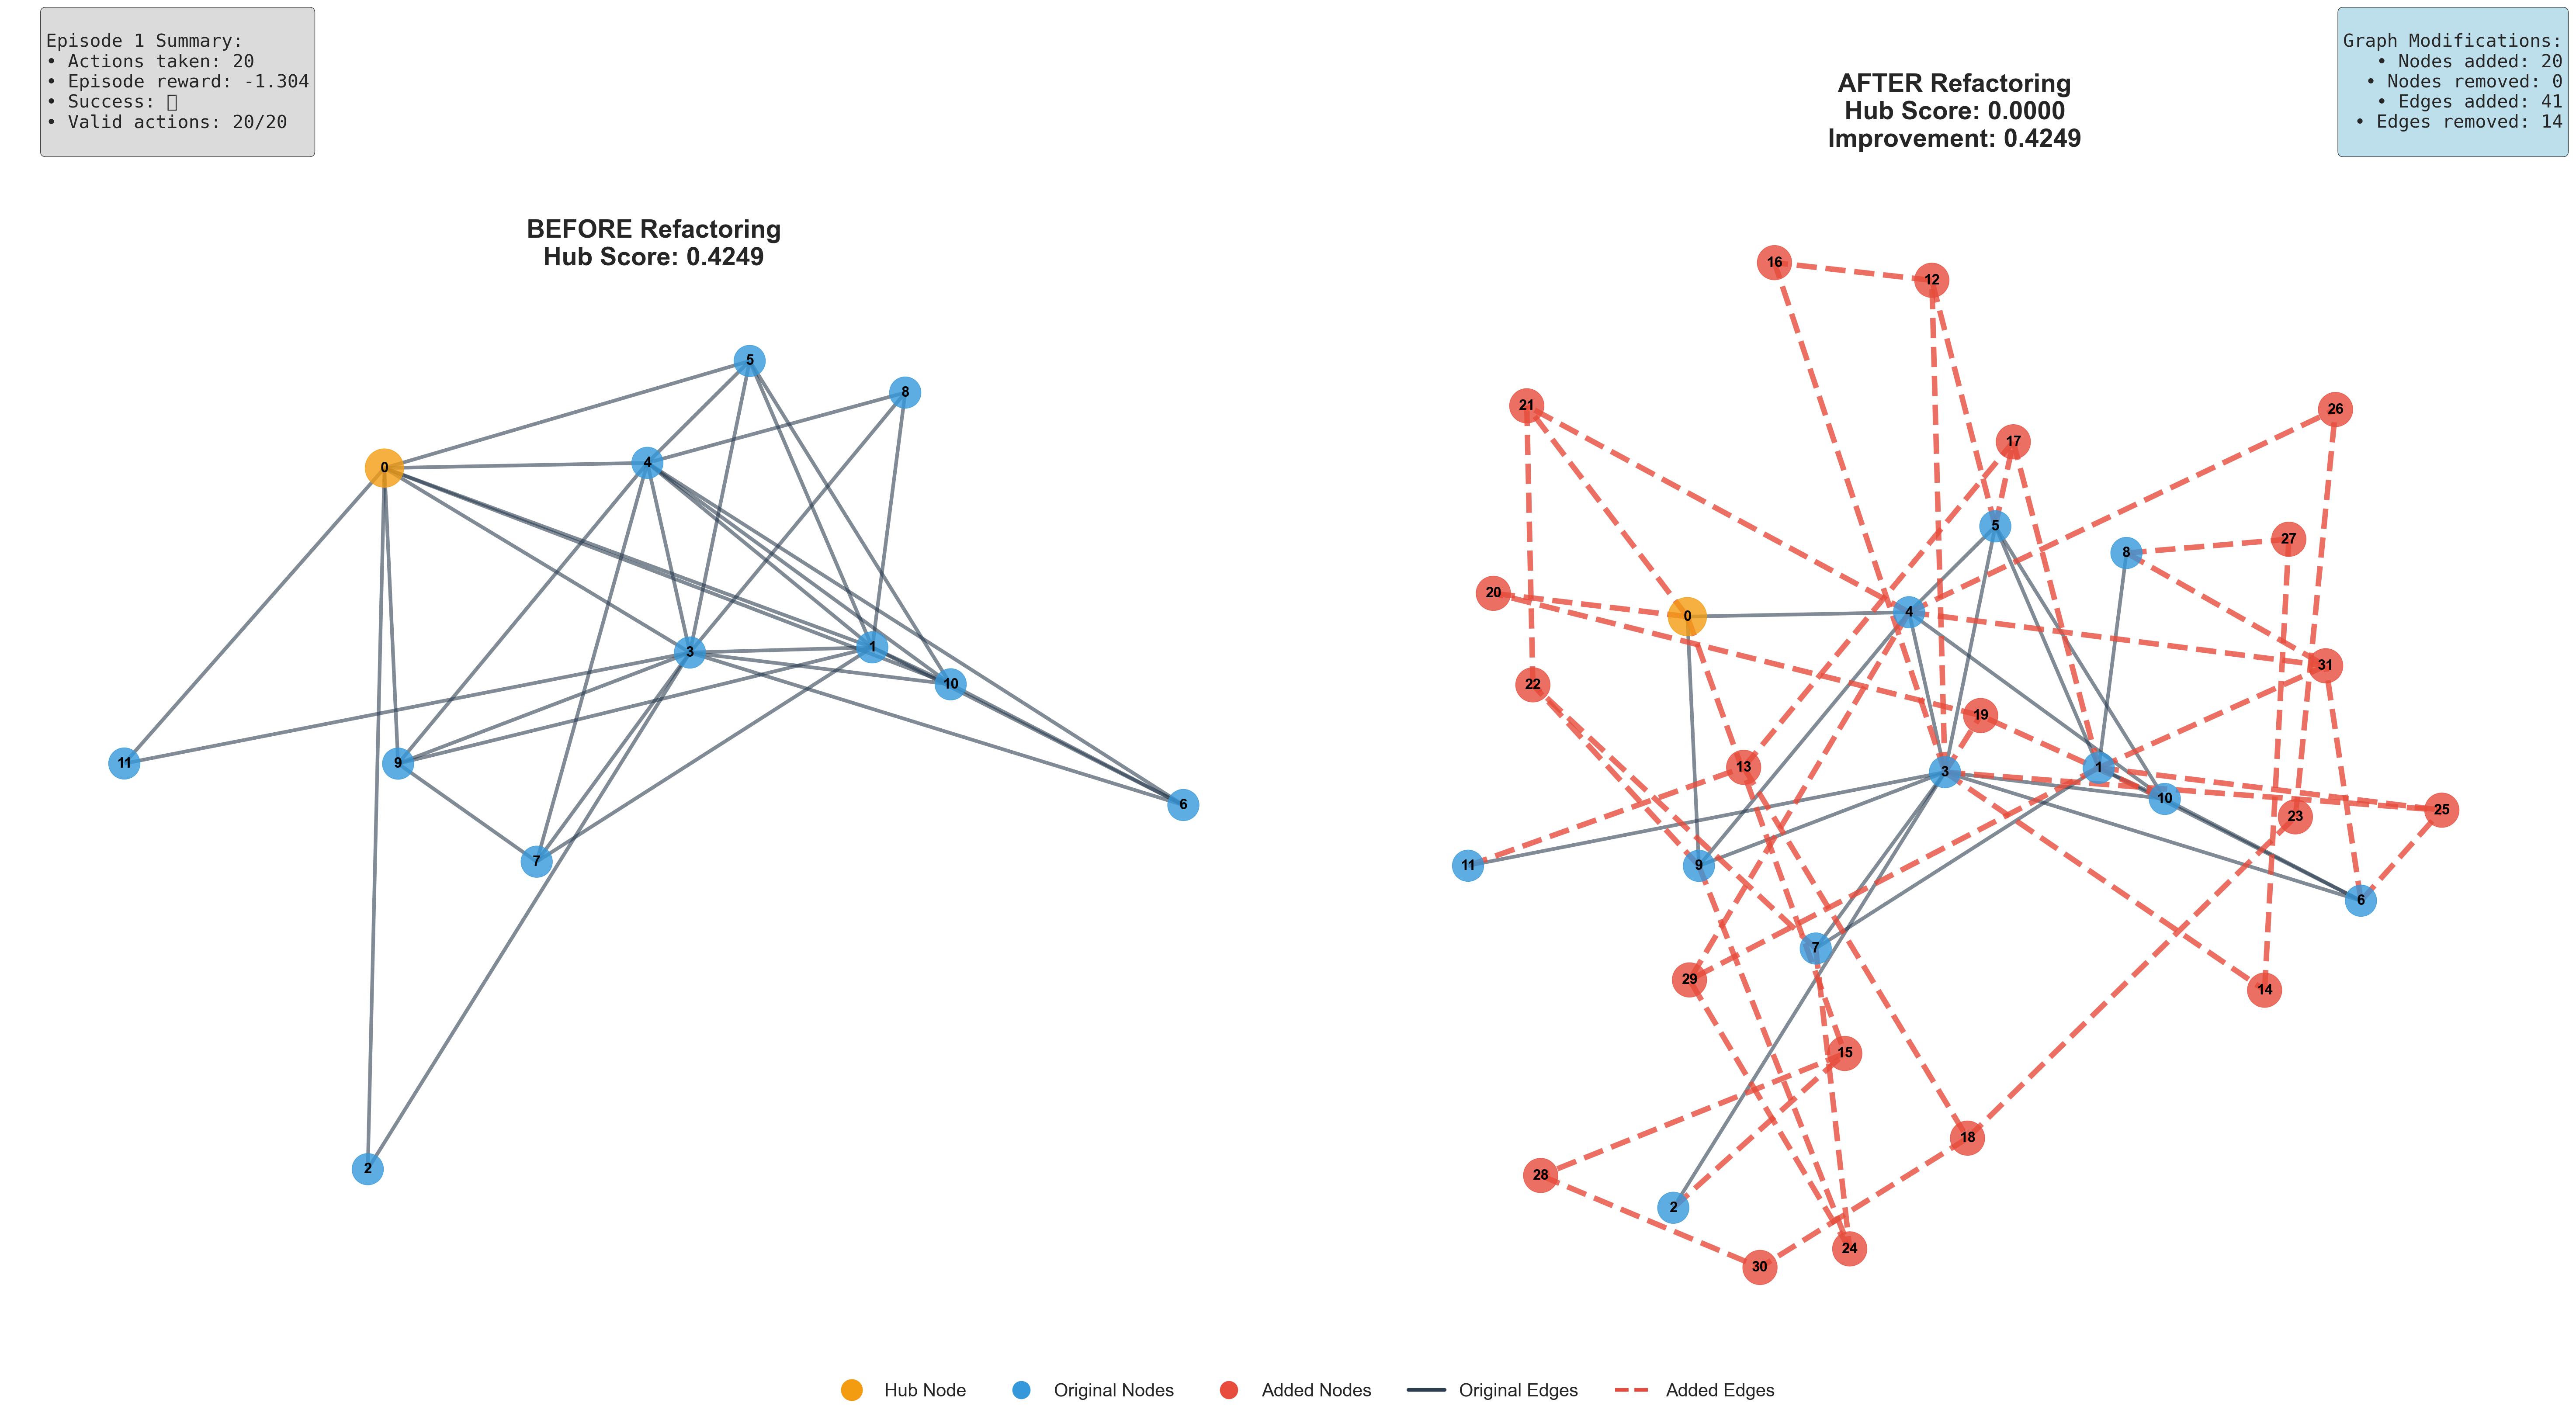 Episode 1 Summary:
• Actions taken: 20
• Episode reward: -1.304
• Success: 
• Valid actions: 20/20
Graph Modifications:
• Nodes added: 20
• Nodes removed: 0
• Edges added: 41
• Edges removed: 14
BEFORE Refactoring
Hub Score: 0.4249
5
8
0
4
3
1
10
11
9
6
7
2
AFTER Refactoring
Hub Score: 0.0000
Improvement: 0.4249
16
12
21
26
17
5
27
8
20
4
0
31
22
19
13
1
3
10
25
23
11
9
6
7
29
14
15
18
28
2
24
30
Hub Node
Original Nodes
Added Nodes
Original Edges
Added Edges